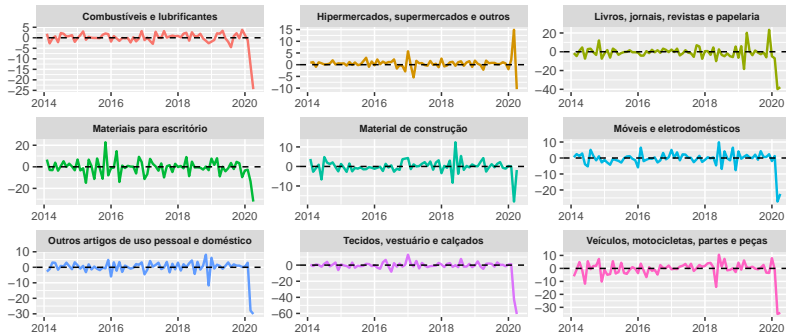 Combustíveis e lubrificantes
Hipermercados, supermercados e outros
Livros, jornais, revistas e papelaria
5
0
−5
−10
−15
−20
−25
2014 2016 2018 2020
15
10
5
0
−5
−10
2014 2016 2018 2020
20
0
−20
−40
2014 2016 2018 2020
Materiais para escritório
Material de construção
Móveis e eletrodomésticos
20
0
−20
2014 2016 2018 2020
10
0
−10
2014 2016 2018 2020
10
0
−10
−20
2014 2016 2018 2020
Outros artigos de uso pessoal e doméstico
Tecidos, vestuário e calçados
Veículos, motocicletas, partes e peças
10
0
−10
−20
−30
2014 2016 2018 2020
0
−20
−40
−60
2014 2016 2018 2020
10
0
−10
−20
−30
2014 2016 2018 2020